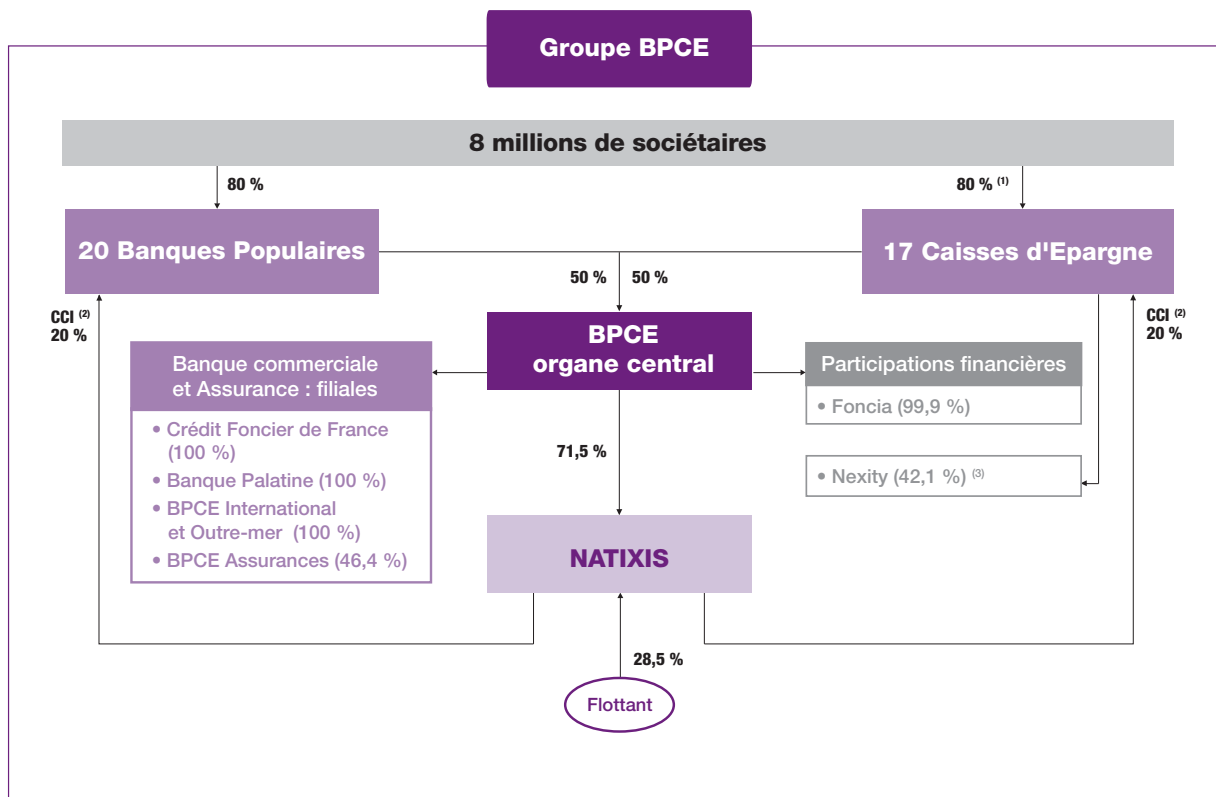 Groupe BPCE
8 millions de sociétaires
80 %
80 % (1)
20 Banques Populaires
17 Caisses d'Epargne
50 % 50 %
CCI (2)
20 %
CCI (2)
20 %
BPCE
organe central
Banque commerciale
et Assurance : filiales
• Crédit Foncier de France
(100 %)
• Banque Palatine (100 %)
• BPCE International
et Outre-mer (100 %)
• BPCE Assurances (46,4 %)
Participations financières
• Foncia (99,9 %)
• Nexity (42,1 %) (3)
71,5 %
NATIXIS
28,5 %
Flottant